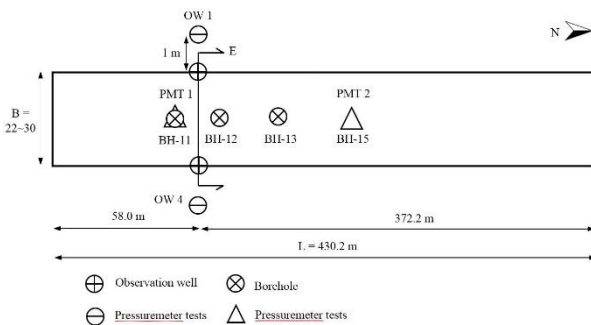 OW 1
N
1 m
E
B =
22~30
PMT 1
PMT 2
BH-11
BH-12
BH-13
BH-15
OW 4
58.0 m
372.2 m
L = 430.2 m
Observation well
Borehole
Pressuremeter tests
Pressuremeter tests